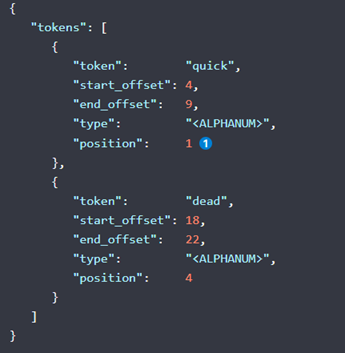 {
"tokens": [
{
"token": "quick",
"start_offset": 4,
"end_offset": 9,
"type": "<ALPHANUM>",
"position": 1 1
},
{
"token": "dead",
"start_offset": 18,
"end_offset": 22,
"type": "<ALPHANUM>",
"position": 4
}
]
}